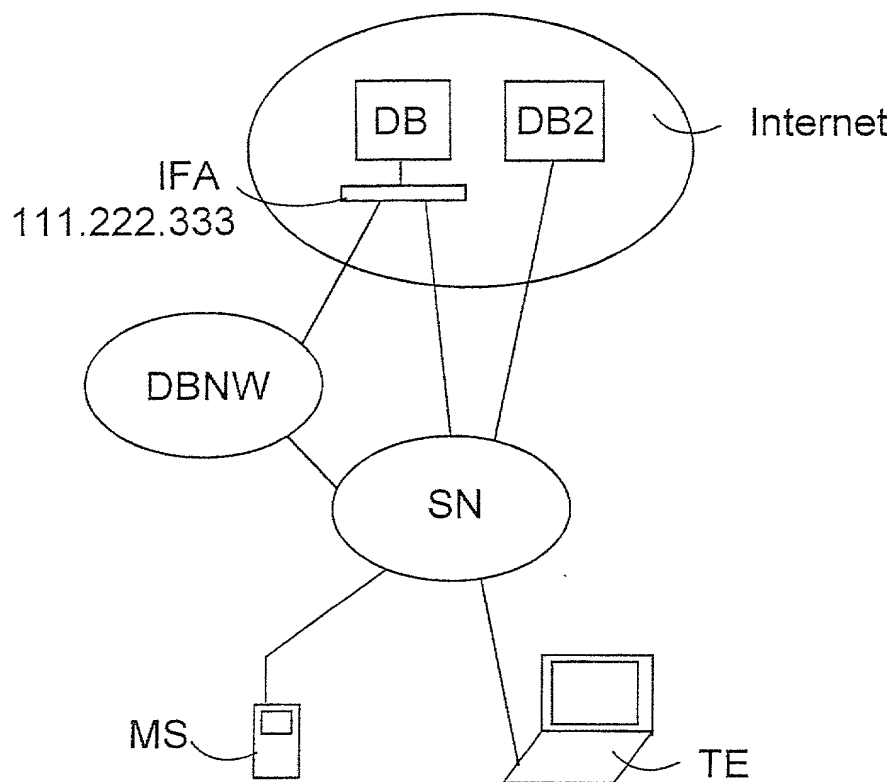 DB
DB2
Internet
IFA
111.222.333
DBNW
SN
MS
TE